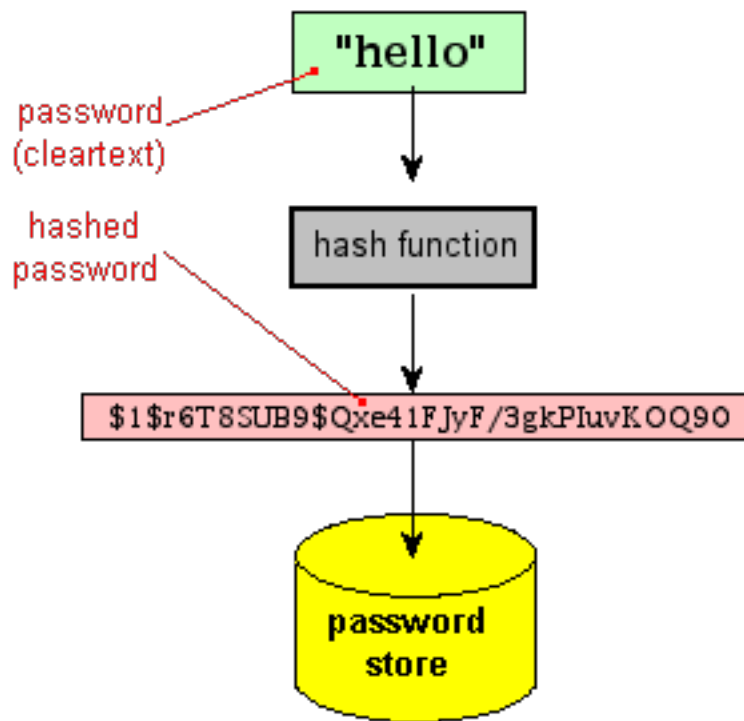 "hello"
password
(cleartext)
hash function
hashed
password
$1$r6T8SUB9$Qxe41FJyF/3gkPIuvKOQ90
password
store